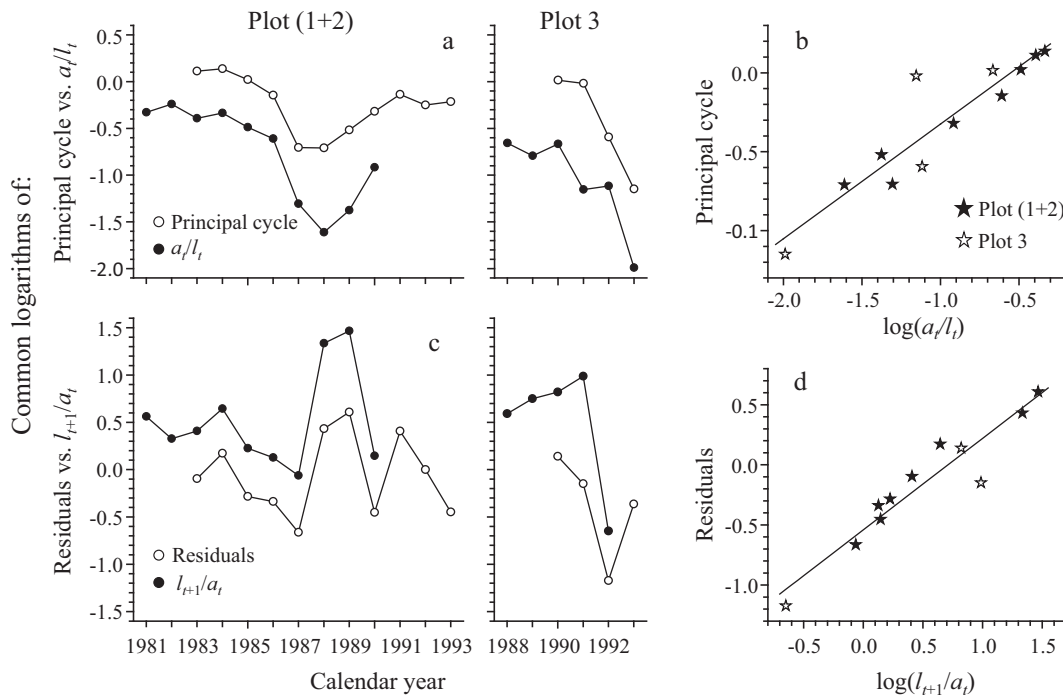 Plot (1+2)
Plot 3
Common logarithms of:
Principal cycle vs. a_t/l_t
0.5
0.0
-0.5
-1.0
-1.5
-2.0
a
Principal cycle
a_t/l_t
b
Principal cycle
0.0
-0.5
-0.1
Plot (1+2)
Plot 3
-2.0 -1.5 -1.0 -0.5
log(a_t/l_t)
Residuals vs. l_{t+1}/a_t
1.5
1.0
0.5
0.0
-0.5
-1.0
-1.5
c
Residuals
l_{t+1}/a_t
1981 1983 1985 1987 1989 1991 1993
1988 1990 1992
Calendar year
d
Residuals
0.5
0.0
-0.5
-1.0
-0.5 0.0 0.5 1.0 1.5
log(l_{t+1}/a_t)